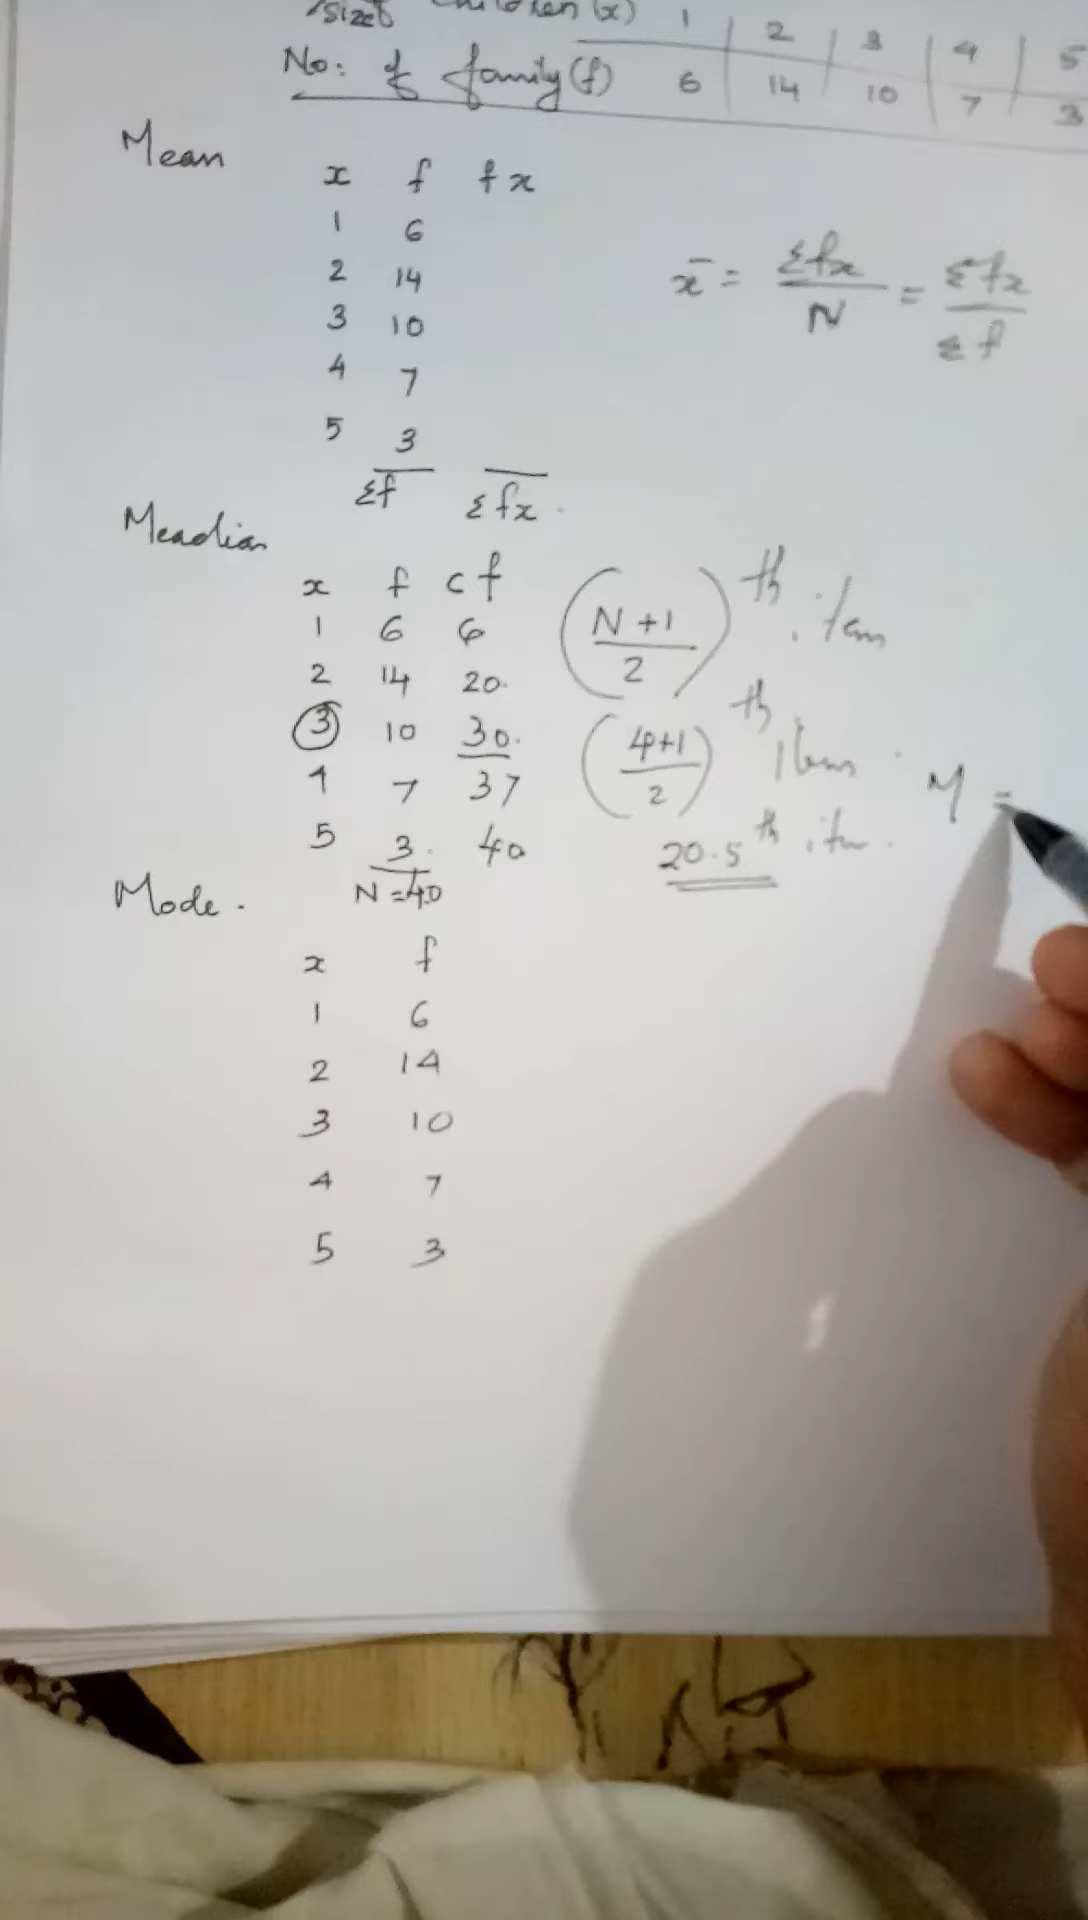 size Children (x) 1 2 3 4 5
No: of family (f) 6 14 10 7 3
Mean
x f fx
1 6
2 14
3 10
4 7
5 3
Σf Σfx.
x̄ = Σfx/N = Σfx/Σf
Meadian
x f cf
1 6 6
2 14 20.
3 10 30.
4 7 37
5 3. 40
N = 40
(N+1/2)th item
(40+1/2)th items
20.5th item.
M =
Mode.
x f
1 6
2 14
3 10
4 7
5 3